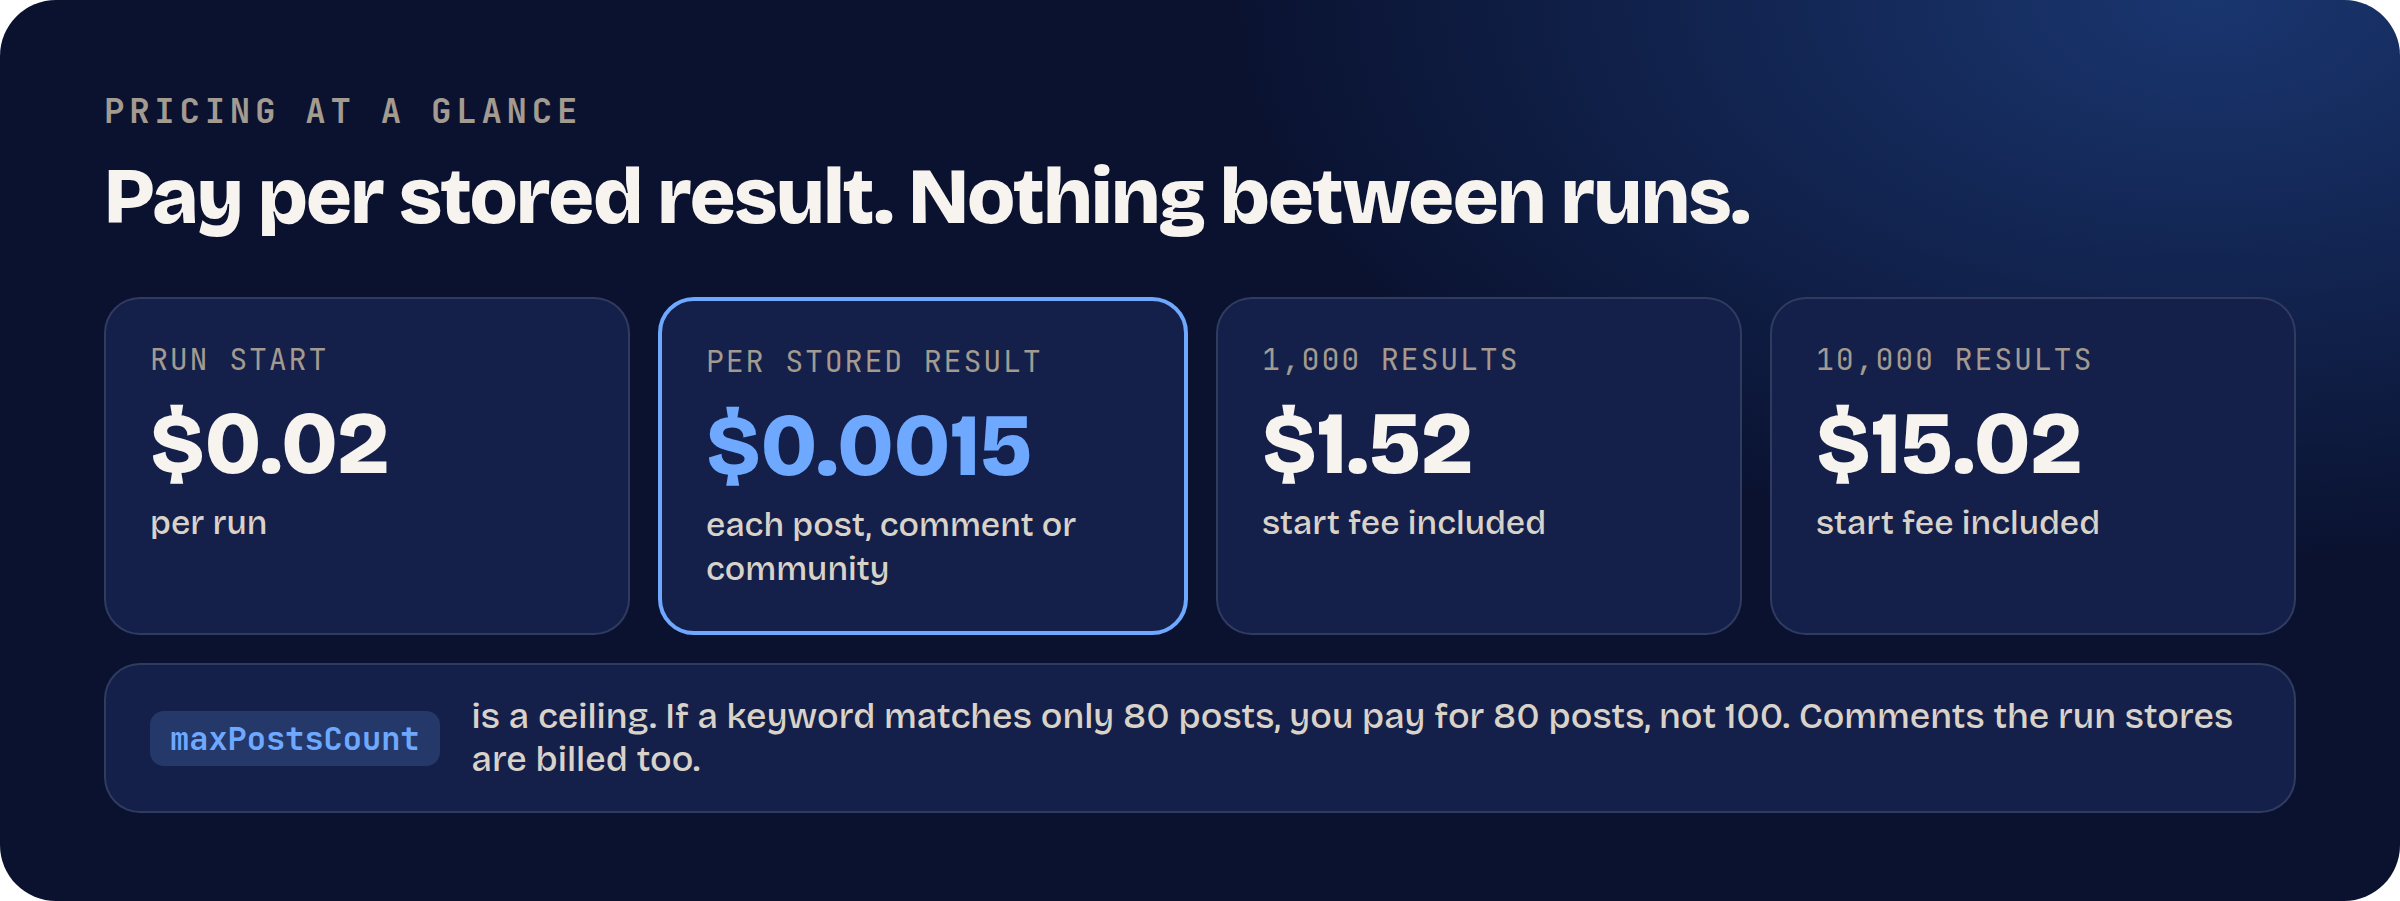 PRICING AT A GLANCE
Pay per stored result. Nothing between runs.
RUN START
$0.02
per run
PER STORED RESULT
$0.0015
each post, comment or
community
1,000 RESULTS
$1.52
start fee included
10,000 RESULTS
$15.02
start fee included
maxPostsCount
is a ceiling. If a keyword matches only 80 posts, you pay for 80 posts, not 100. Comments the run stores
are billed too.